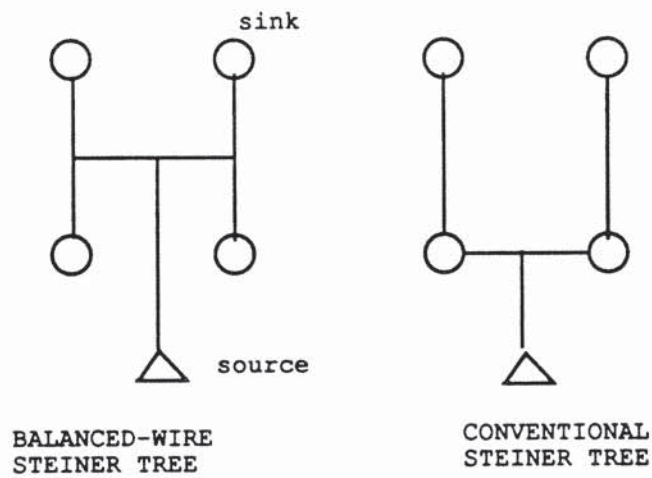 sink
source
BALANCED-WIRE
STEINER TREE
CONVENTIONAL
STEINER TREE